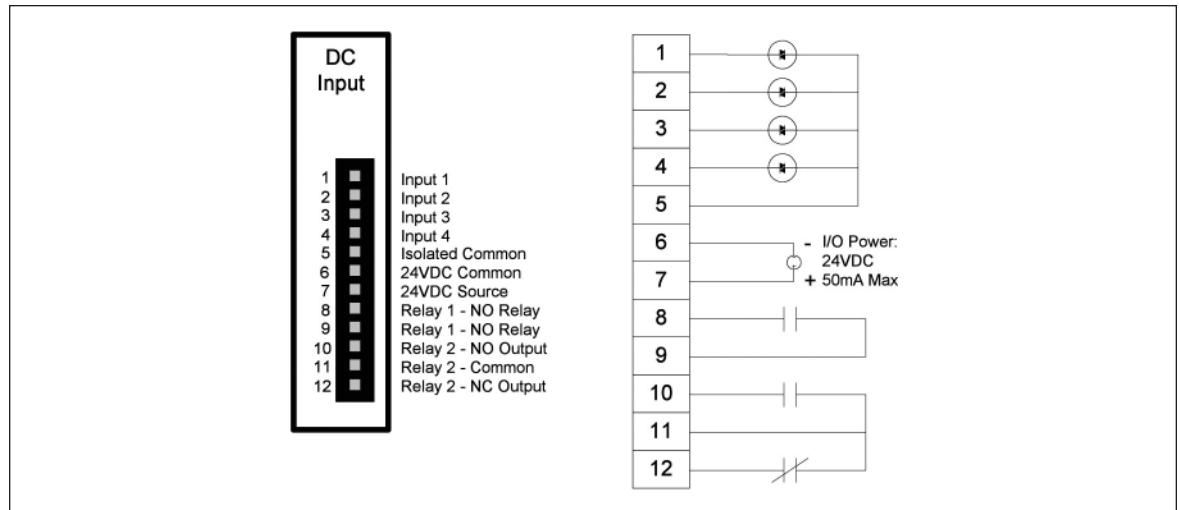 DC
Input
1 Input 1
2 Input 2
3 Input 3
4 Input 4
5 Isolated Common
6 24VDC Common
7 24VDC Source
8 Relay 1 - NO Relay
9 Relay 1 - NO Relay
10 Relay 2 - NO Output
11 Relay 2 - Common
12 Relay 2 - NC Output
1
2
3
4
5
6
7
8
9
10
11
12
- I/O Power:
24VDC
+ 50mA Max